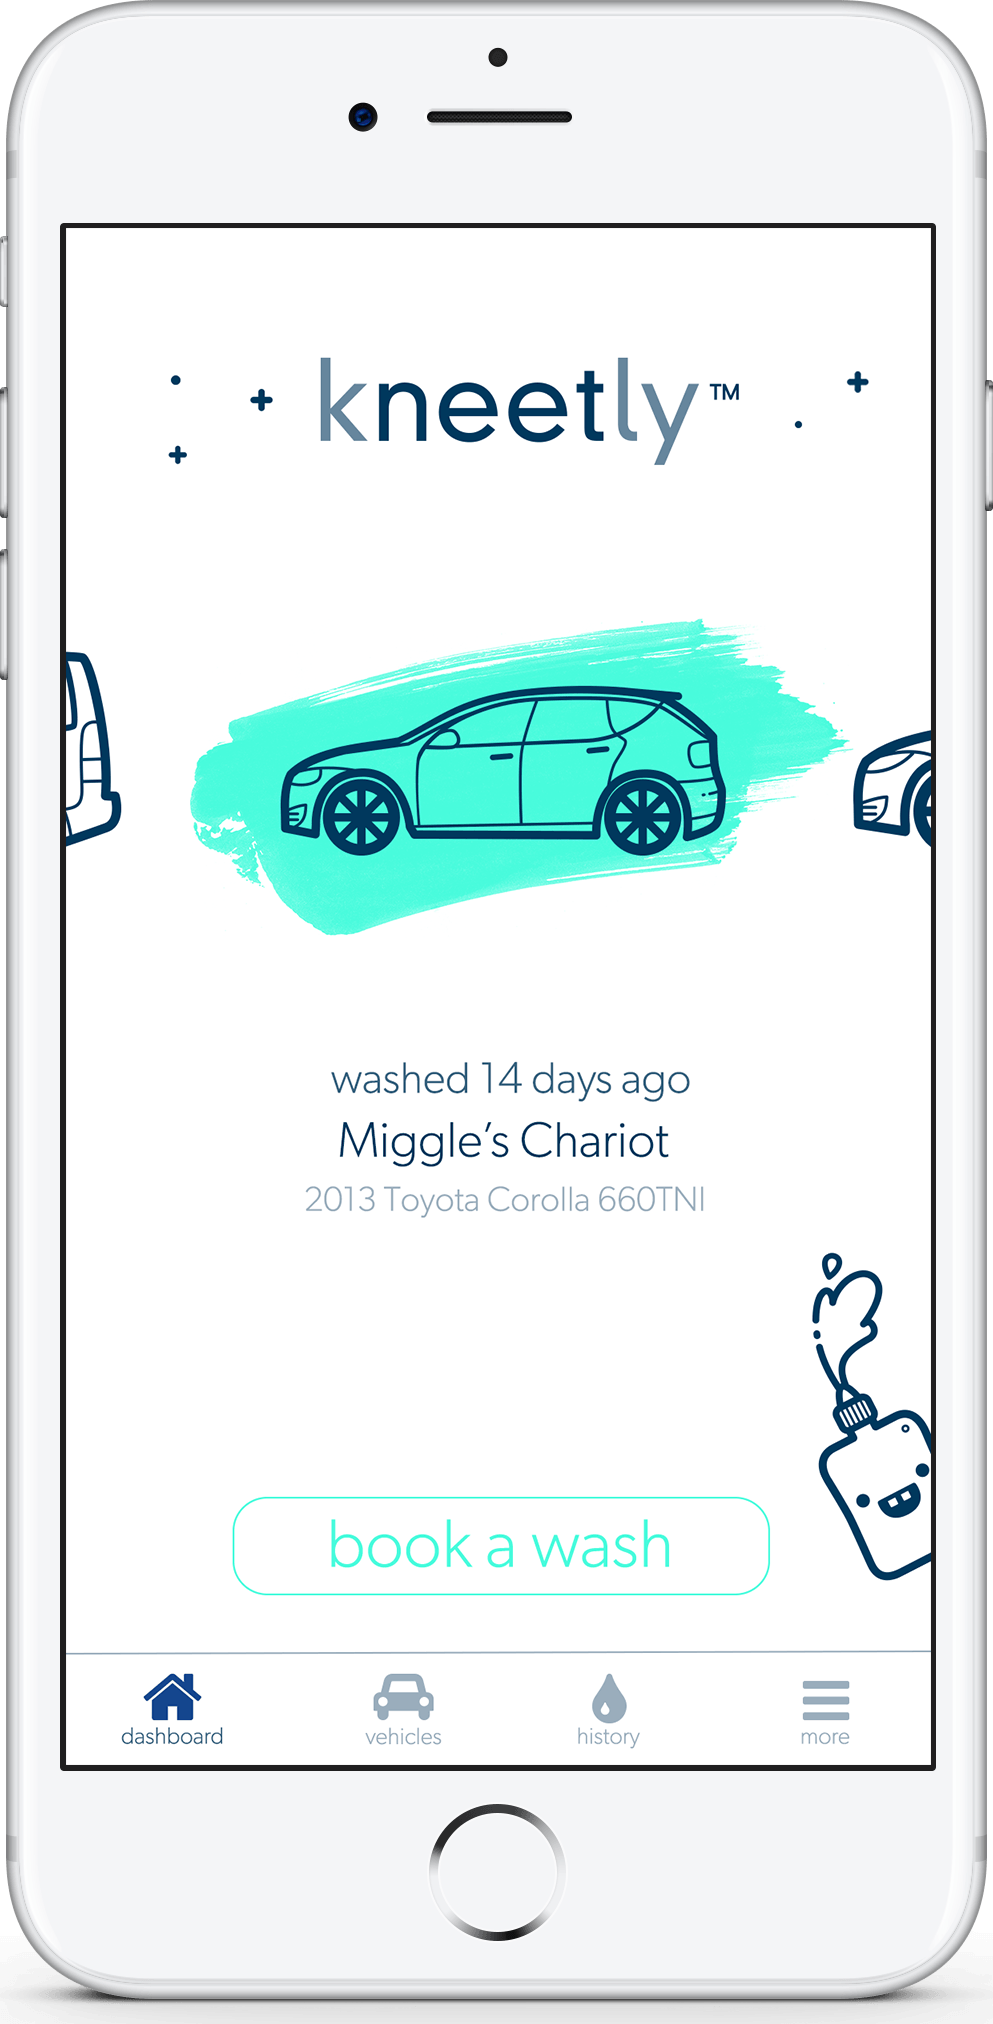 kneetly™
washed 14 days ago
Miggle’s Chariot
2013 Toyota Corolla 660TNI
book a wash
dashboard
vehicles
history
more